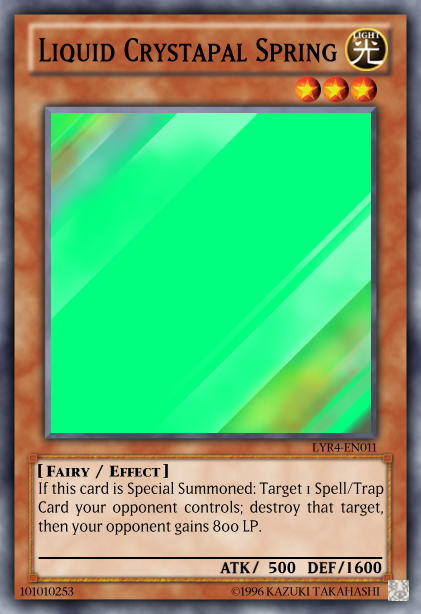 Liquid Crystapal Spring
LIGHT
光
LYR4-EN011
[ Fairy / Effect ]
If this card is Special Summoned: Target 1 Spell/Trap
Card your opponent controls; destroy that target,
then your opponent gains 800 LP.
ATK/ 500 DEF/1600
101010253
©1996 KAZUKI TAKAHASHI